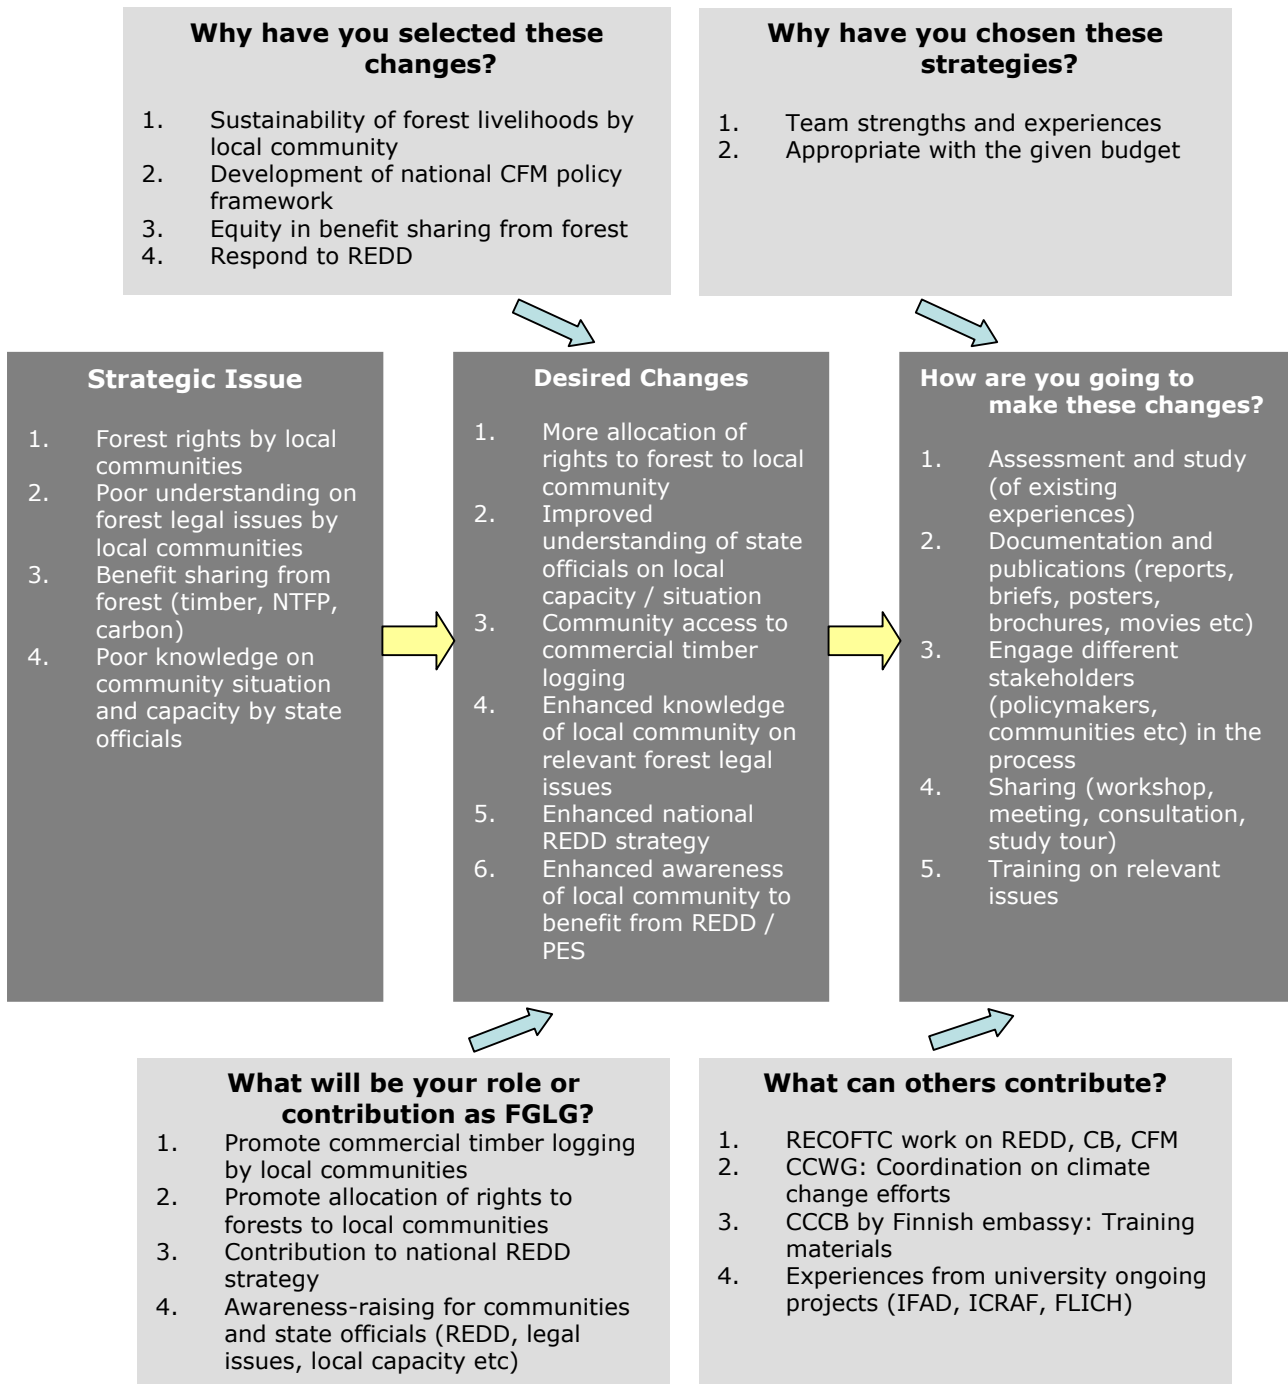 Why have you selected these
changes?
1. Sustainability of forest livelihoods by
local community
2. Development of national CFM policy
framework
3. Equity in benefit sharing from forest
4. Respond to REDD
Why have you chosen these
strategies?
1. Team strengths and experiences
2. Appropriate with the given budget
Strategic Issue
1. Forest rights by local
communities
2. Poor understanding on
forest legal issues by
local communities
3. Benefit sharing from
forest (timber, NTFP,
carbon)
4. Poor knowledge on
community situation
and capacity by state
officials
Desired Changes
1. More allocation of
rights to forest to local
community
2. Improved
understanding of state
officials on local
capacity / situation
3. Community access to
commercial timber
logging
4. Enhanced knowledge
of local community on
relevant forest legal
issues
5. Enhanced national
REDD strategy
6. Enhanced awareness
of local community to
benefit from REDD /
PES
How are you going to
make these changes?
1. Assessment and study
(of existing
experiences)
2. Documentation and
publications (reports,
briefs, posters,
brochures, movies etc)
3. Engage different
stakeholders
(policymakers,
communities etc) in the
process
4. Sharing (workshop,
meeting, consultation,
study tour)
5. Training on relevant
issues
What will be your role or
contribution as FGLG?
1. Promote commercial timber logging
by local communities
2. Promote allocation of rights to
forests to local communities
3. Contribution to national REDD
strategy
4. Awareness-raising for communities
and state officials (REDD, legal
issues, local capacity etc)
What can others contribute?
1. RECOFTC work on REDD, CB, CFM
2. CCWG: Coordination on climate
change efforts
3. CCCB by Finnish embassy: Training
materials
4. Experiences from university ongoing
projects (IFAD, ICRAF, FLICH)